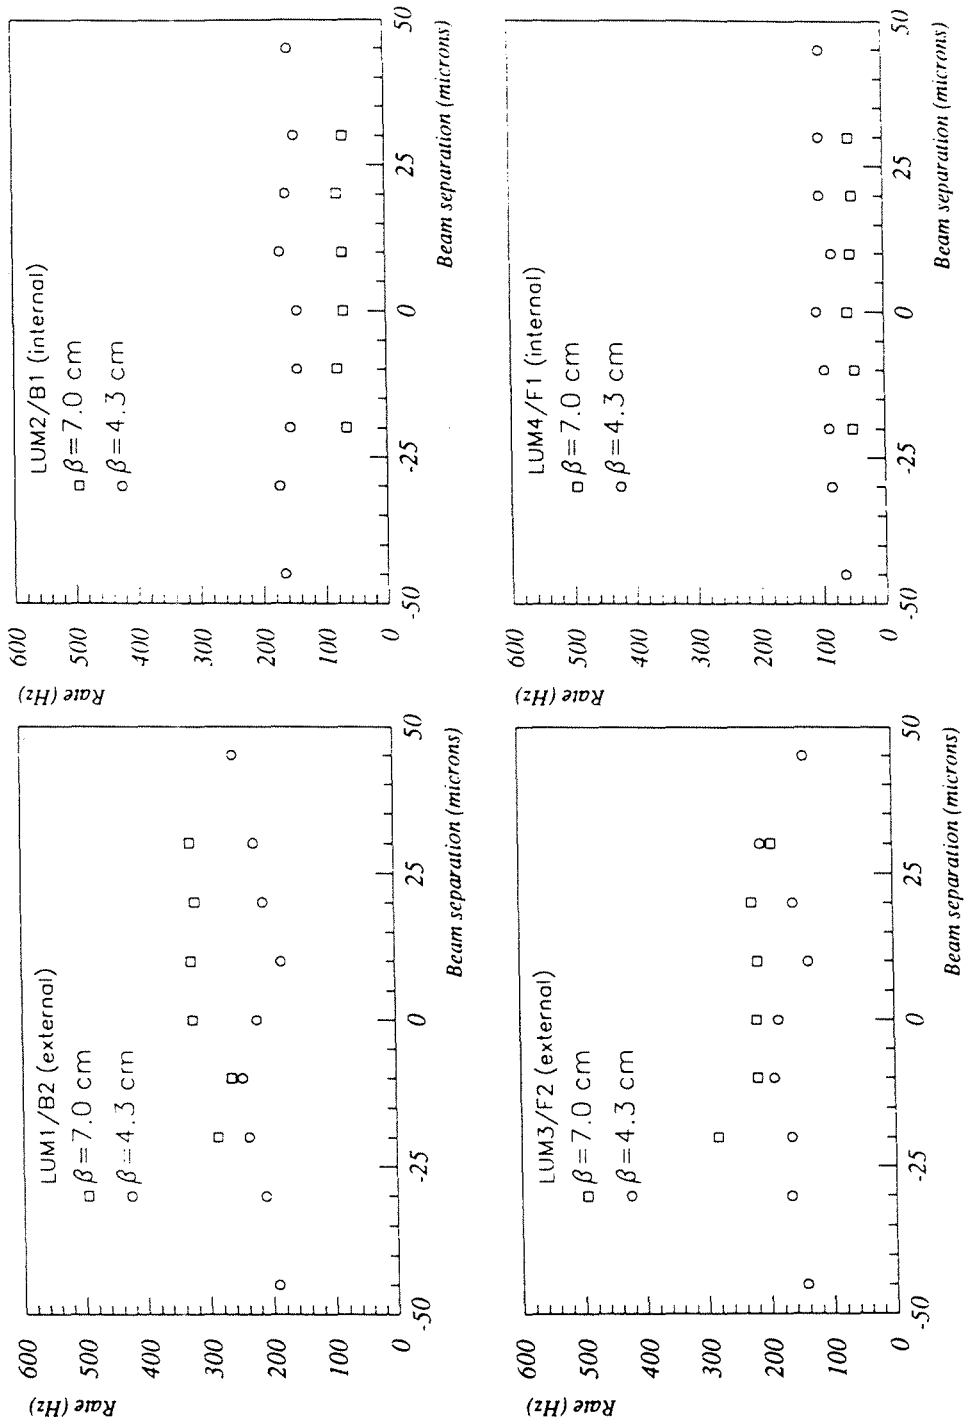 Rate (Hz)
600
500
400
300
200
100
0
LUM1/B2 (external)
β=7.0 cm
β=4.3 cm
-50
-25
0
25
50
Beam separation (microns)
Rate (Hz)
600
500
400
300
200
100
0
LUM2/B1 (internal)
β=7.0 cm
β=4.3 cm
-50
-25
0
25
50
Beam separation (microns)
Rate (Hz)
600
500
400
300
200
100
0
LUM3/F2 (external)
β=7.0 cm
β=4.3 cm
-50
-25
0
25
50
Beam separation (microns)
600
500
400
300
200
100
0
Rate (Hz)
LUM4/F1 (internal)
β=7.0 cm
β=4.3 cm
-50
-25
0
25
50
Beam separation (microns)